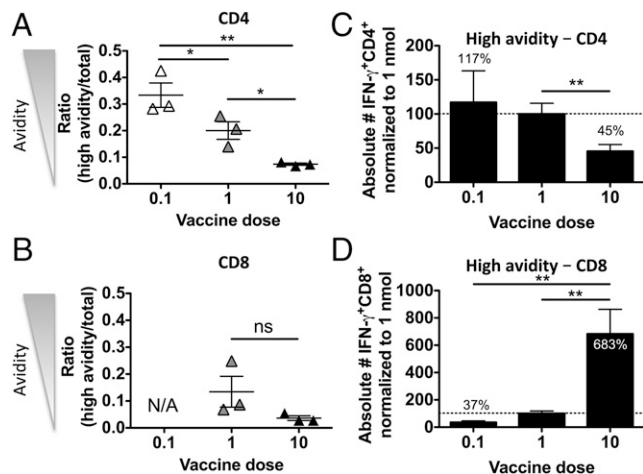 A
CD4
Avidity
Ratio
(high avidity/total)
0.5
0.4
0.3
0.2
0.1
0.0
**
*
*
0.1 1 10
Vaccine dose
B
CD8
Avidity
Ratio
(high avidity/total)
0.5
0.4
0.3
0.2
0.1
0.0
N/A
ns
0.1 1 10
Vaccine dose
C
High avidity – CD4
Absolute # IFN-γ+CD4+
normalized to 1 nmol
200
150
100
50
0
117%
**
45%
0.1 1 10
Vaccine dose
D
High avidity – CD8
Absolute # IFN-γ+CD8+
normalized to 1 nmol
1000
800
600
400
200
0
**
**
37%
683%
0.1 1 10
Vaccine dose